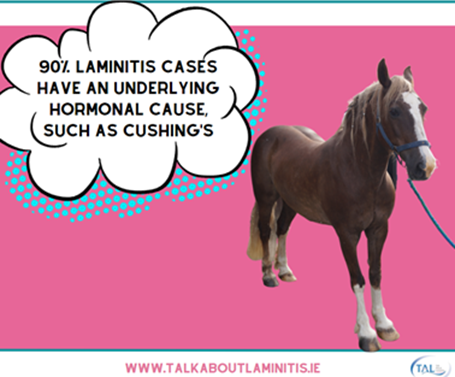 90% LAMINITIS CASES
HAVE AN UNDERLYING
HORMONAL CAUSE,
SUCH AS CUSHING'S
WWW.TALKABOUTLAMINITIS.IE
TAL